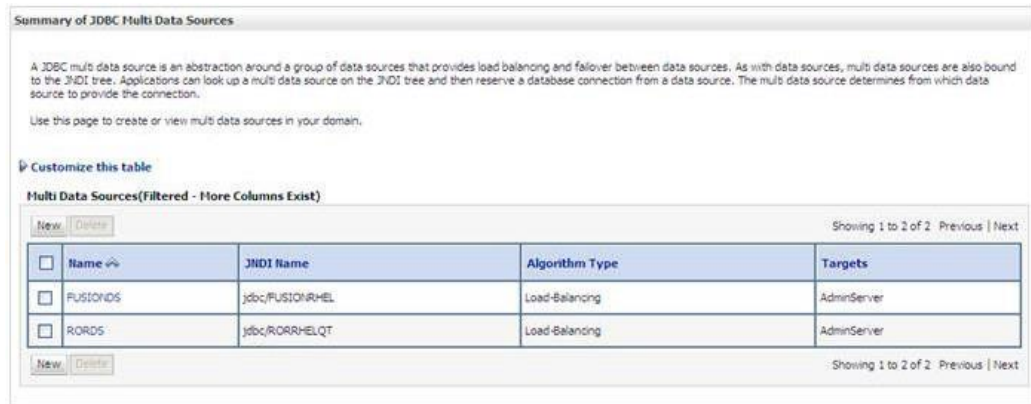 Summary of JDBC Multi Data Sources
A JDBC multi data source is an abstraction around a group of data sources that provides load balancing and failover between data sources. As with data sources, multi data sources are also bound
to the JNDI tree. Applications can look up a multi data source on the JNDI tree and then reserve a database connection from a data source. The multi data source determines from which data
source to provide the connection.
Use this page to create or view multi data sources in your domain.
Customize this table
Multi Data Sources(Filtered - More Columns Exist)
New Delete Showing 1 to 2 of 2 Previous | Next
Name JNDI Name Algorithm Type Targets
FUSIONDS jdbc/FUSIONRHEL Load-Balancing AdminServer
RORDS jdbc/RORRHELQT Load-Balancing AdminServer
New Delete Showing 1 to 2 of 2 Previous | Next